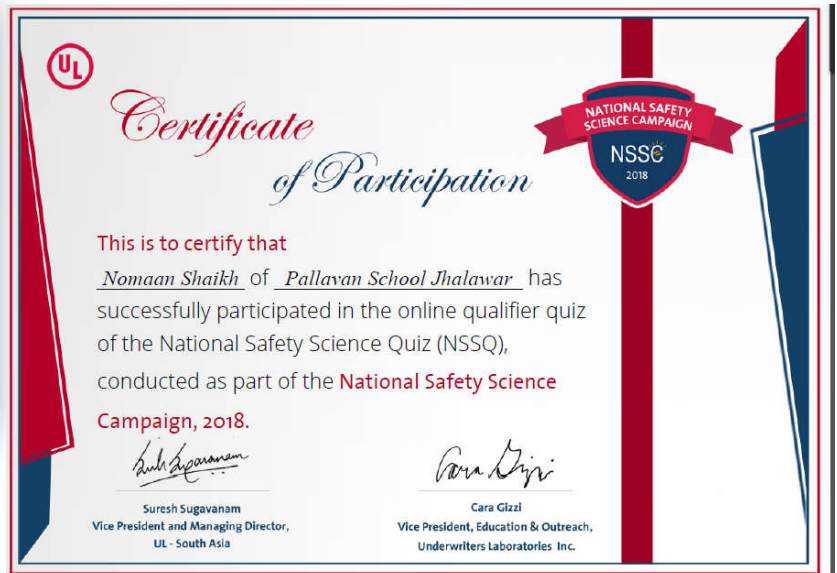 UL
Certificate
of Participation
NATIONAL SAFETY
SCIENCE CAMPAIGN
NSSC
2018
This is to certify that
Nomaan Shaikh of Pallavan School Jhalawar has
successfully participated in the online qualifier quiz
of the National Safety Science Quiz (NSSQ),
conducted as part of the National Safety Science
Campaign, 2018.
Suresh Sugavanam
Vice President and Managing Director,
UL - South Asia
Cara Gizzi
Cara Gizzi
Vice President, Education & Outreach,
Underwriters Laboratories Inc.